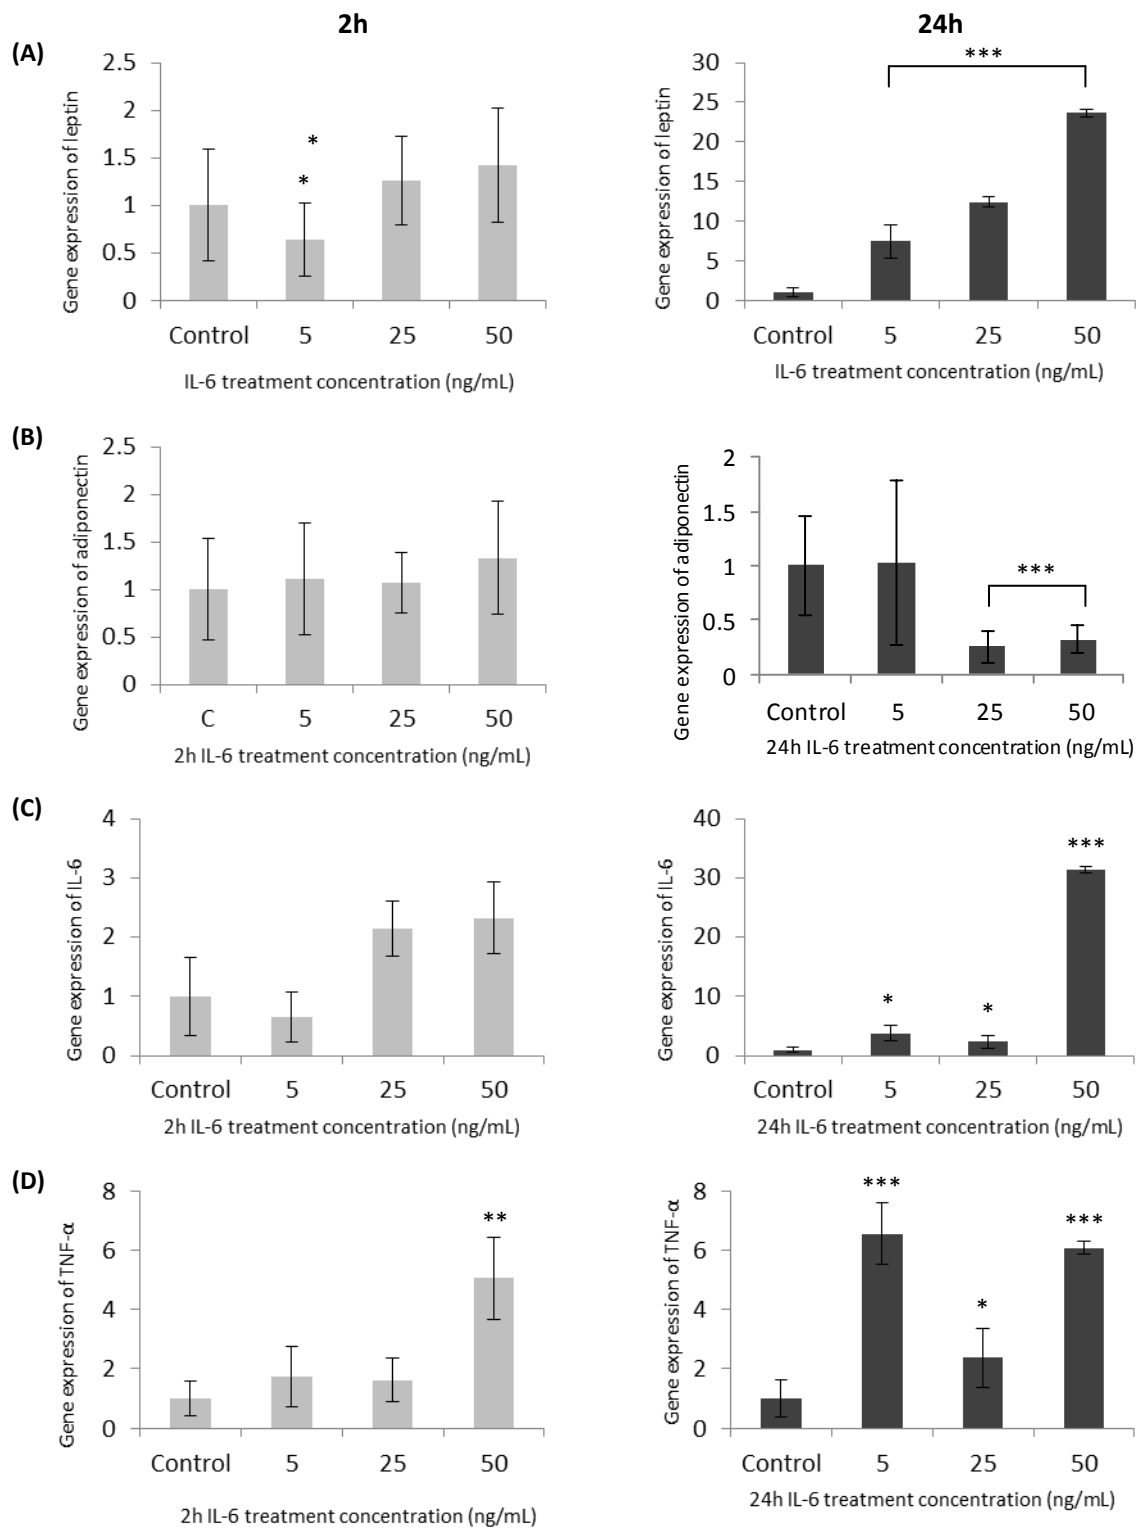 2h
24h
(A)
Gene expression of leptin
2.5
2
1.5
1
0.5
0
*
*
Control 5 25 50
IL-6 treatment concentration (ng/mL)
Gene expression of leptin
30
25
20
15
10
5
0
***
Control 5 25 50
IL-6 treatment concentration (ng/mL)
(B)
Gene expression of adiponectin
2.5
2
1.5
1
0.5
0
C 5 25 50
2h IL-6 treatment concentration (ng/mL)
Gene expression of adiponectin
2
1.5
1
0.5
0
***
Control 5 25 50
24h IL-6 treatment concentration (ng/mL)
(C)
Gene expression of IL-6
4
3
2
1
0
Control 5 25 50
2h IL-6 treatment concentration (ng/mL)
Gene expression of IL-6
40
30
20
10
0
*
*
***
Control 5 25 50
24h IL-6 treatment concentration (ng/mL)
(D)
Gene expression of TNF-α
8
6
4
2
0
**
Control 5 25 50
2h IL-6 treatment concentration (ng/mL)
Gene expression of TNF-α
8
6
4
2
0
***
*
***
Control 5 25 50
24h IL-6 treatment concentration (ng/mL)